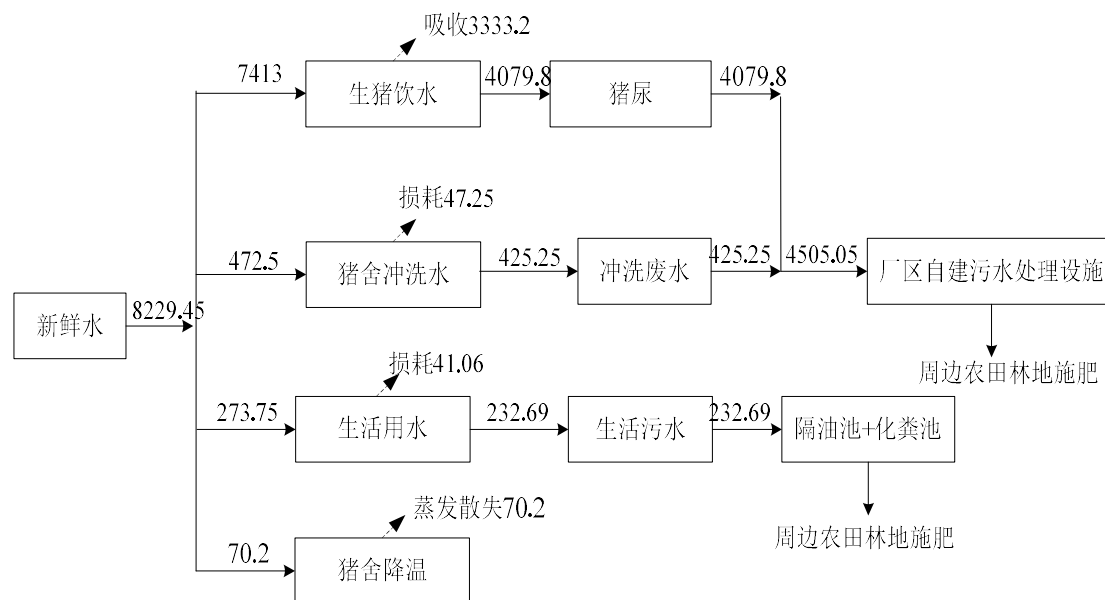 吸收3333.2
7413
生猪饮水
4079.8
猪尿
4079.8
损耗47.25
472.5
猪舍冲洗水
425.25
冲洗废水
425.25
4505.05
厂区自建污水处理设施
新鲜水
8229.45
周边农田林地施肥
损耗41.06
273.75
生活用水
232.69
生活污水
232.69
隔油池+化粪池
蒸发散失70.2
周边农田林地施肥
70.2
猪舍降温